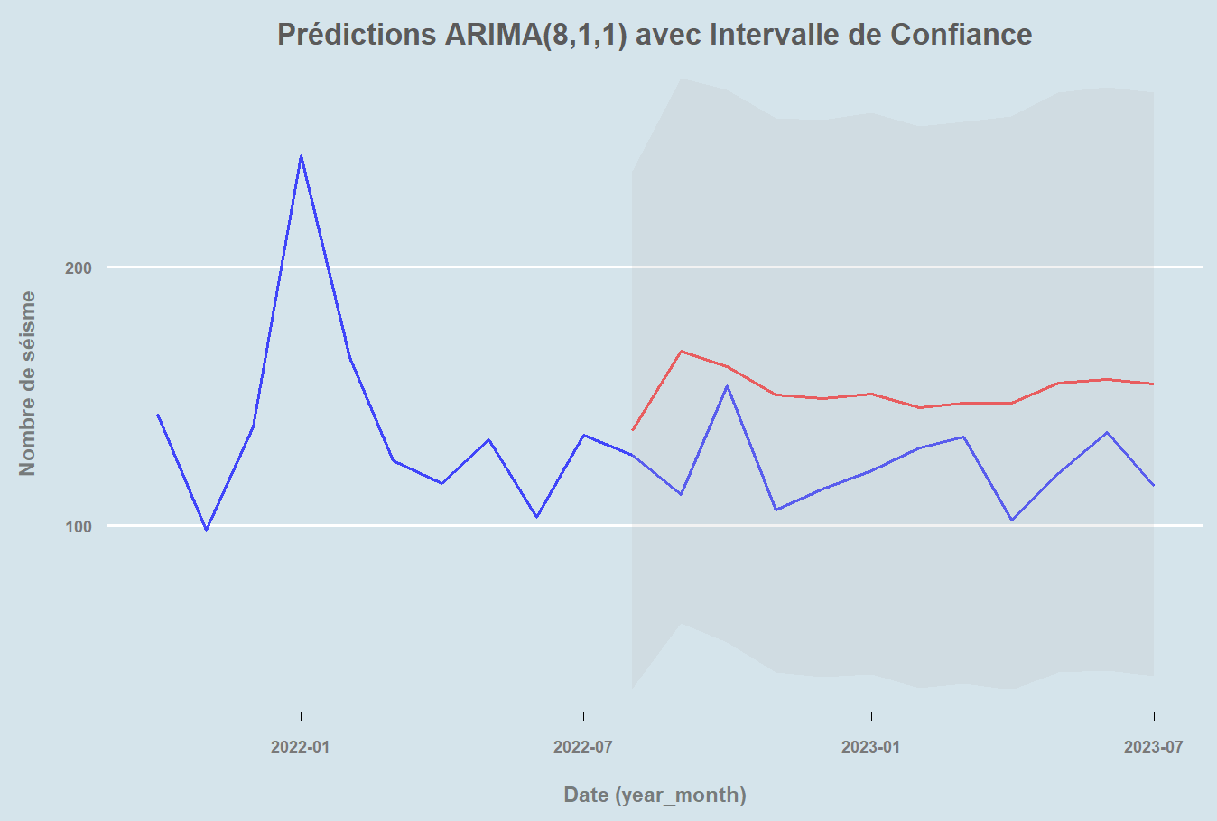 Prédictions ARIMA(8,1,1) avec Intervalle de Confiance
200
100
Nombre de séisme
2022-01 2022-07 2023-01 2023-07
Date (year_month)